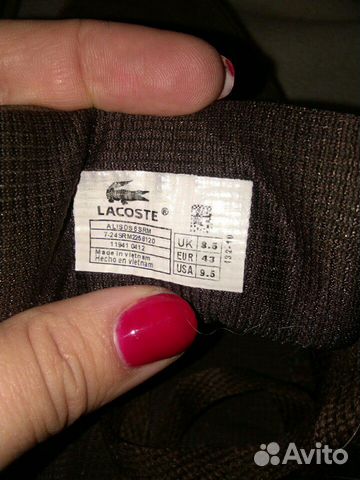 LACOSTE®
ALISOS 6 SRM
7-24SRM2258120
11941 0412
Made in vietnam
Hecho en vietnam
UK 8.5
EUR 43
USA 9.5
Avito